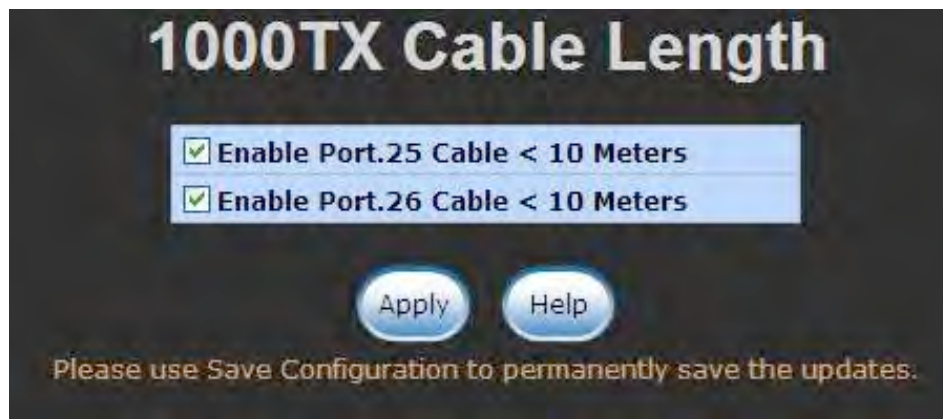 1000TX Cable Length
Enable Port.25 Cable < 10 Meters
Enable Port.26 Cable < 10 Meters
Apply Help
Please use Save Configuration to permanently save the updates.